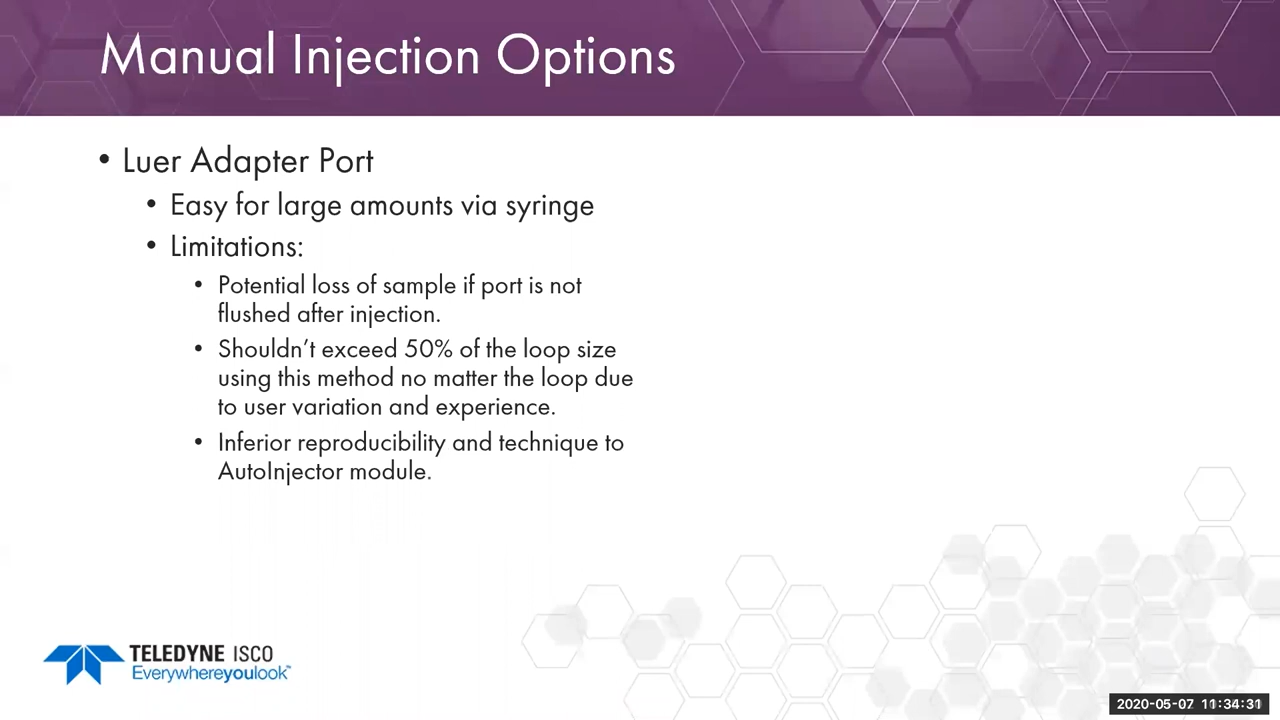 Manual Injection Options
• Luer Adapter Port
• Easy for large amounts via syringe
• Limitations:
• Potential loss of sample if port is not
flushed after injection.
• Shouldn’t exceed 50% of the loop size
using this method no matter the loop due
to user variation and experience.
• Inferior reproducibility and technique to
AutoInjector module.
TELEDYNE ISCO
Everywhereyoulook™
2020-05-07 11:34:31